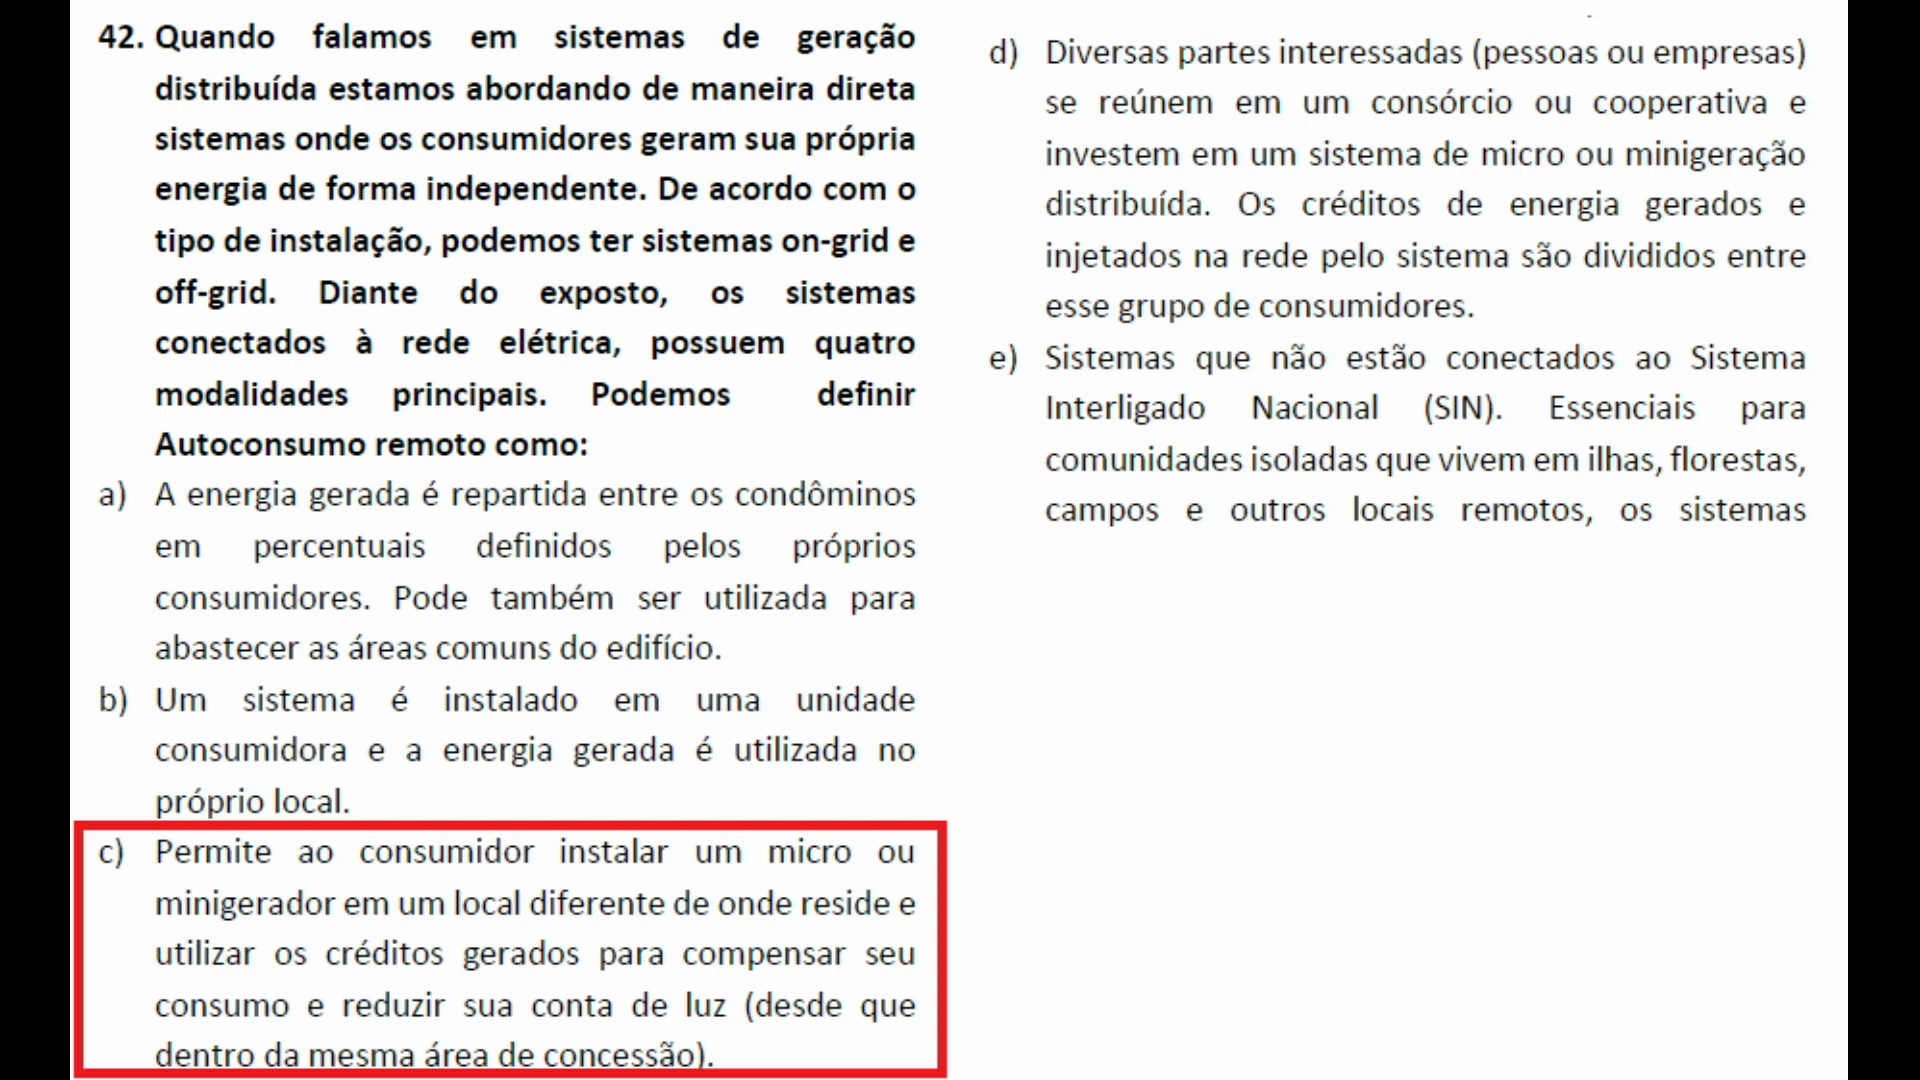 42. Quando falamos em sistemas de geração
distribuída estamos abordando de maneira direta
sistemas onde os consumidores geram sua própria
energia de forma independente. De acordo com o
tipo de instalação, podemos ter sistemas on-grid e
off-grid. Diante do exposto, os sistemas
conectados à rede elétrica, possuem quatro
modalidades principais. Podemos definir
Autoconsumo remoto como:
a) A energia gerada é repartida entre os condôminos
em percentuais definidos pelos próprios
consumidores. Pode também ser utilizada para
abastecer as áreas comuns do edifício.
b) Um sistema é instalado em uma unidade
consumidora e a energia gerada é utilizada no
próprio local.
c) Permite ao consumidor instalar um micro ou
minigerador em um local diferente de onde reside e
utilizar os créditos gerados para compensar seu
consumo e reduzir sua conta de luz (desde que
dentro da mesma área de concessão).
d) Diversas partes interessadas (pessoas ou empresas)
se reúnem em um consórcio ou cooperativa e
investem em um sistema de micro ou minigeração
distribuída. Os créditos de energia gerados e
injetados na rede pelo sistema são divididos entre
esse grupo de consumidores.
e) Sistemas que não estão conectados ao Sistema
Interligado Nacional (SIN). Essenciais para
comunidades isoladas que vivem em ilhas, florestas,
campos e outros locais remotos, os sistemas